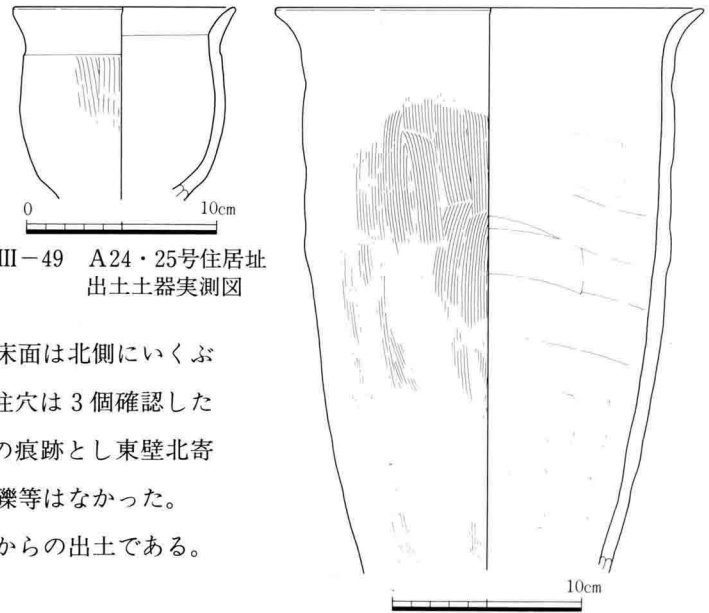 0 10cm
Ⅲ－49 A24・25号住居址
出土土器実測図
床面は北側にいくぶ
柱穴は3個確認した
の痕跡とし東壁北寄
礫等はなかった。
からの出土である。
10cm